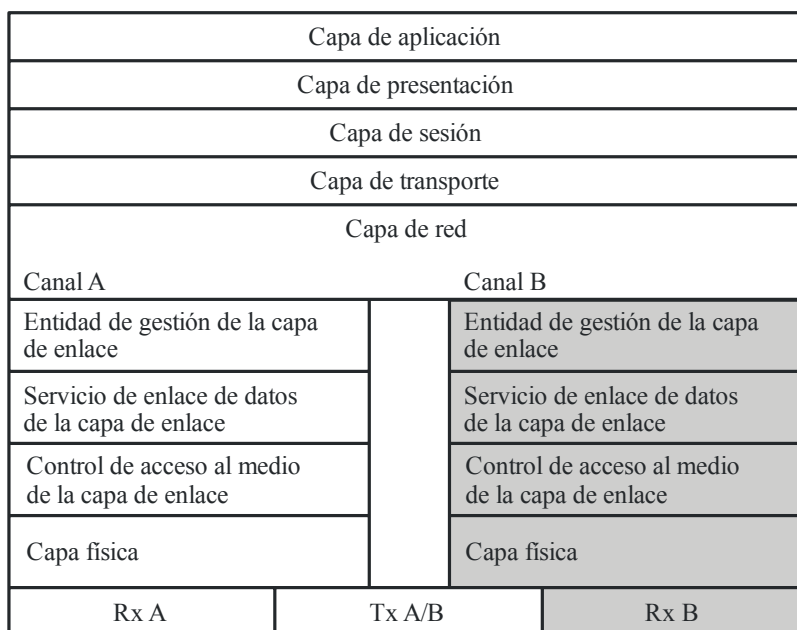 Capa de aplicación
Capa de presentación
Capa de sesión
Capa de transporte
Capa de red
Canal A
Canal B
Entidad de gestión de la capa
de enlace
Entidad de gestión de la capa
de enlace
Servicio de enlace de datos
de la capa de enlace
Servicio de enlace de datos
de la capa de enlace
Control de acceso al medio
de la capa de enlace
Control de acceso al medio
de la capa de enlace
Capa física
Capa física
Rx A
Tx A/B
Rx B